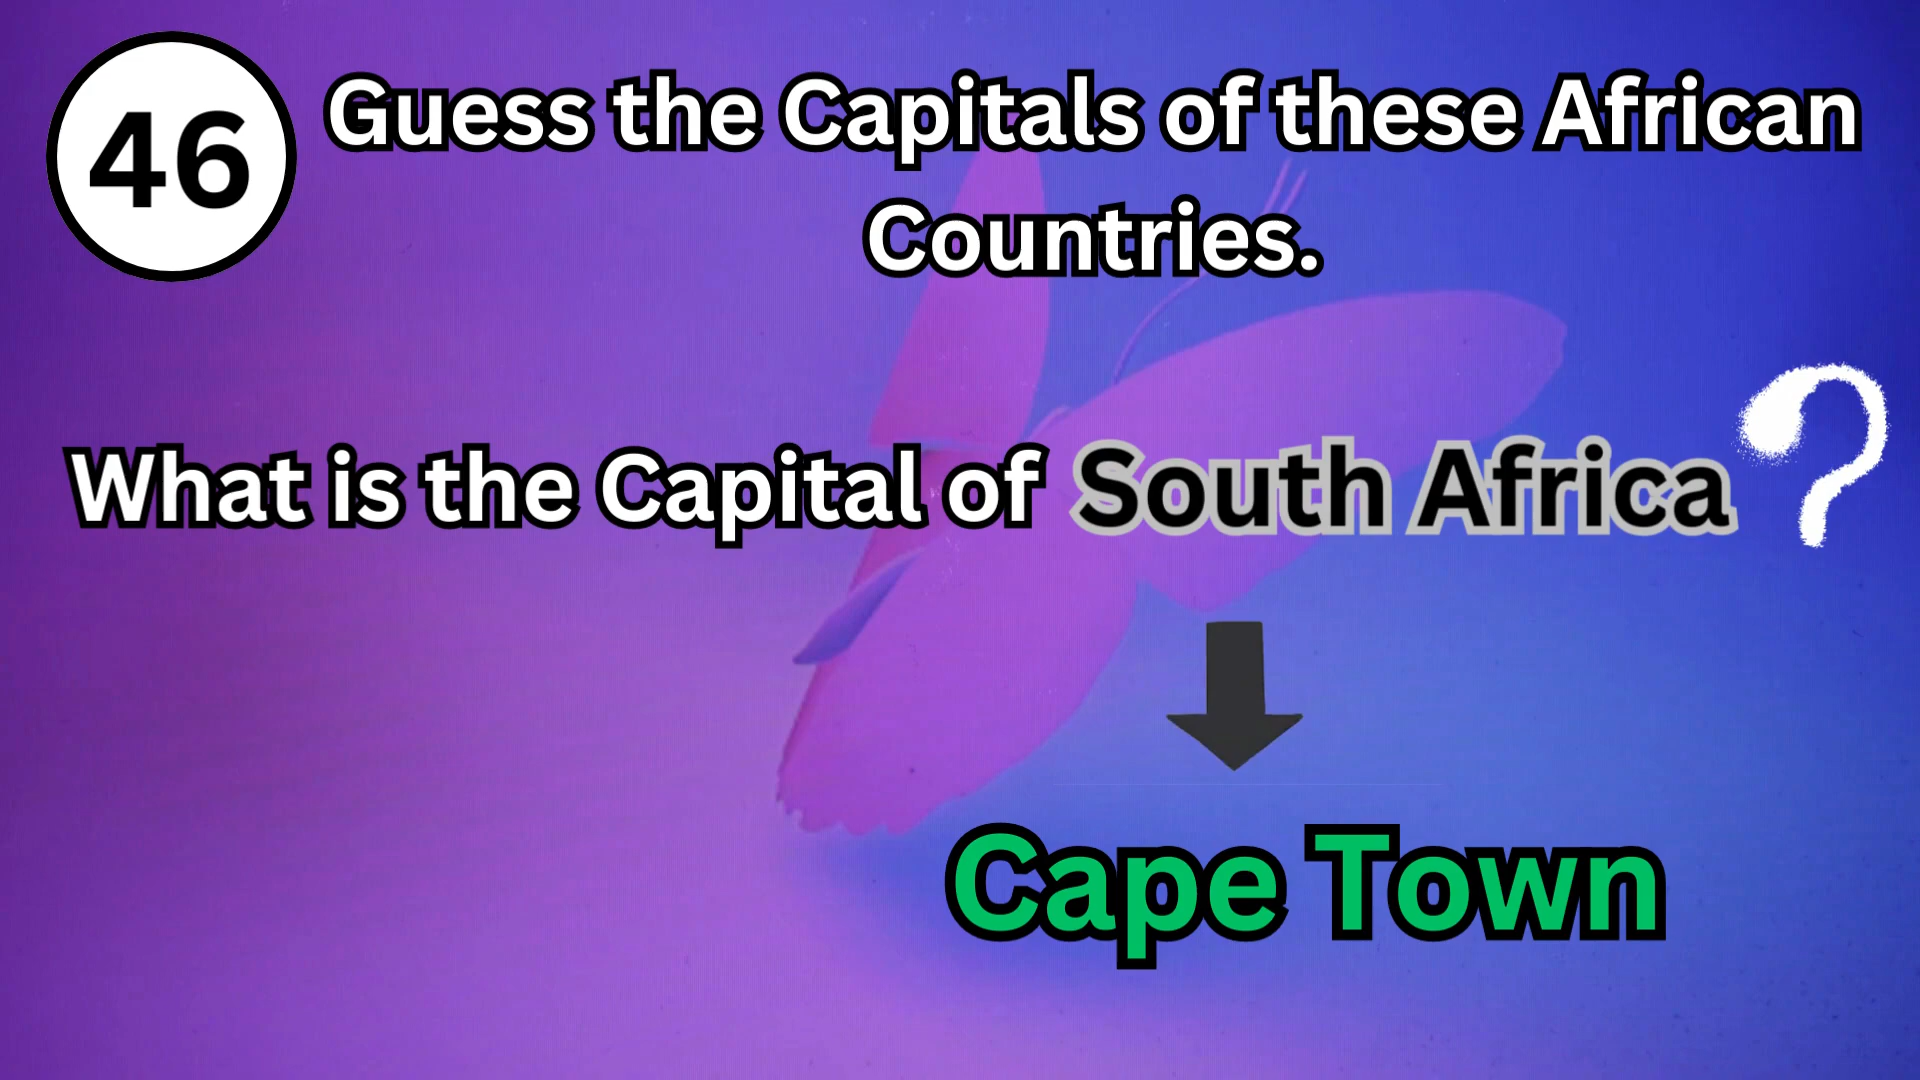 46
Guess the Capitals of these African
Countries.
What is the Capital of South Africa?
Cape Town